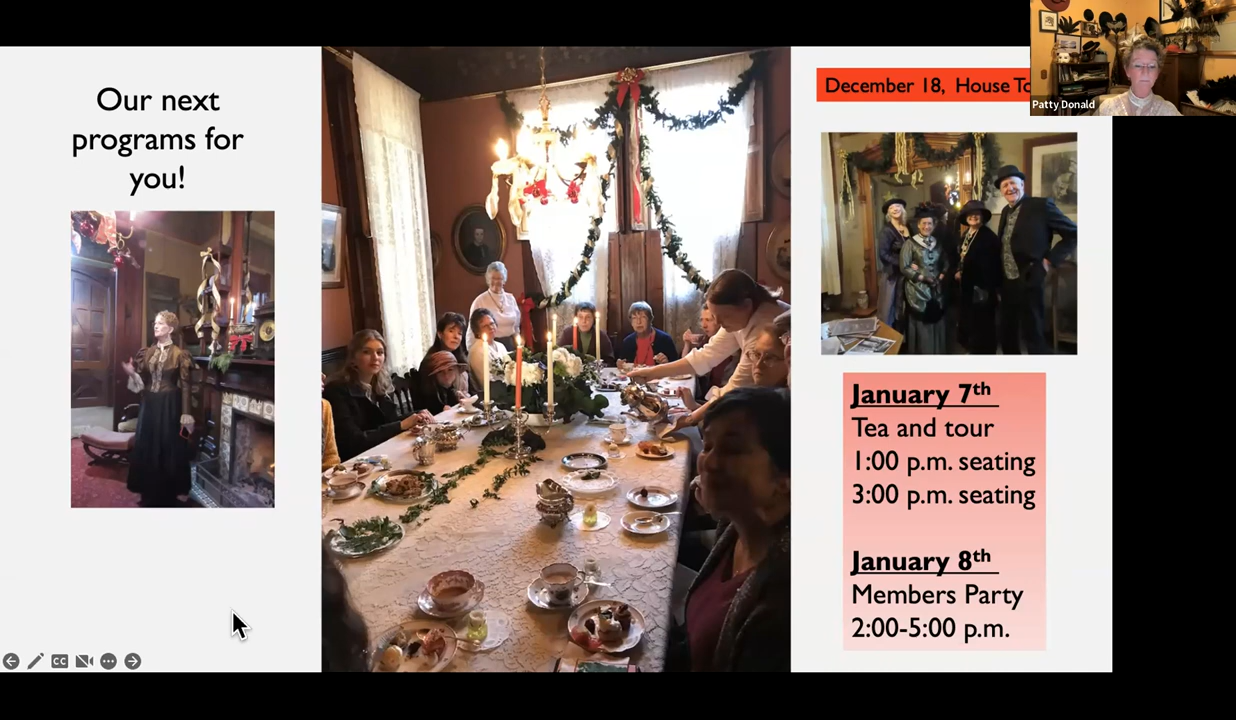 Our next
programs for
you!
December 18, House To
Patty Donald
January 7th
Tea and tour
1:00 p.m. seating
3:00 p.m. seating
January 8th
Members Party
2:00-5:00 p.m.
CC